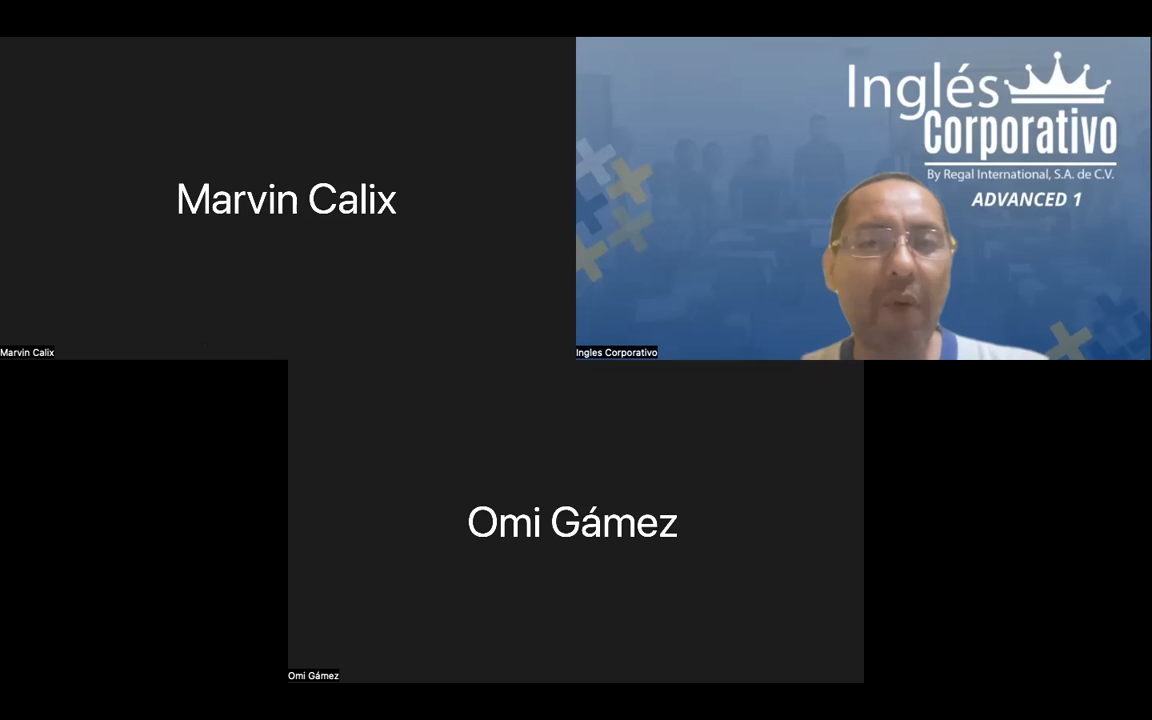 Marvin Calix
Marvin Calix
Inglés
Corporativo
By Regal International, S.A. de C.V.
ADVANCED 1
Ingles Corporativo
Omi Gámez
Omi Gámez